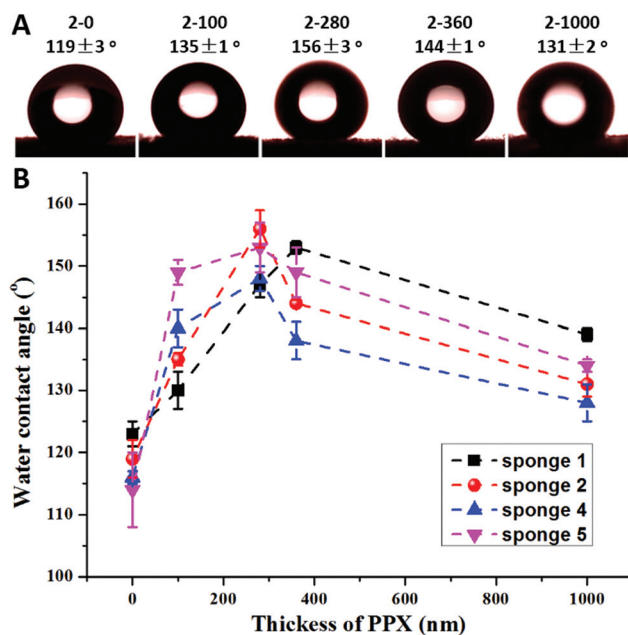 A
2-0 2-100 2-280 2-360 2-1000
119±3 ° 135±1 ° 156±3 ° 144±1 ° 131±2 °
B
160
150
140
130
120
110
100
Water contact angle (°)
sponge 1
sponge 2
sponge 4
sponge 5
0 200 400 600 800 1000
Thickess of PPX (nm)